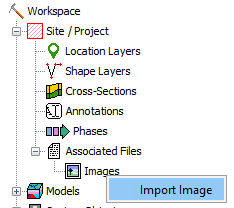 Workspace
Site / Project
Location Layers
Shape Layers
Cross-Sections
Annotations
Phases
Associated Files
Images
Import Image
Models